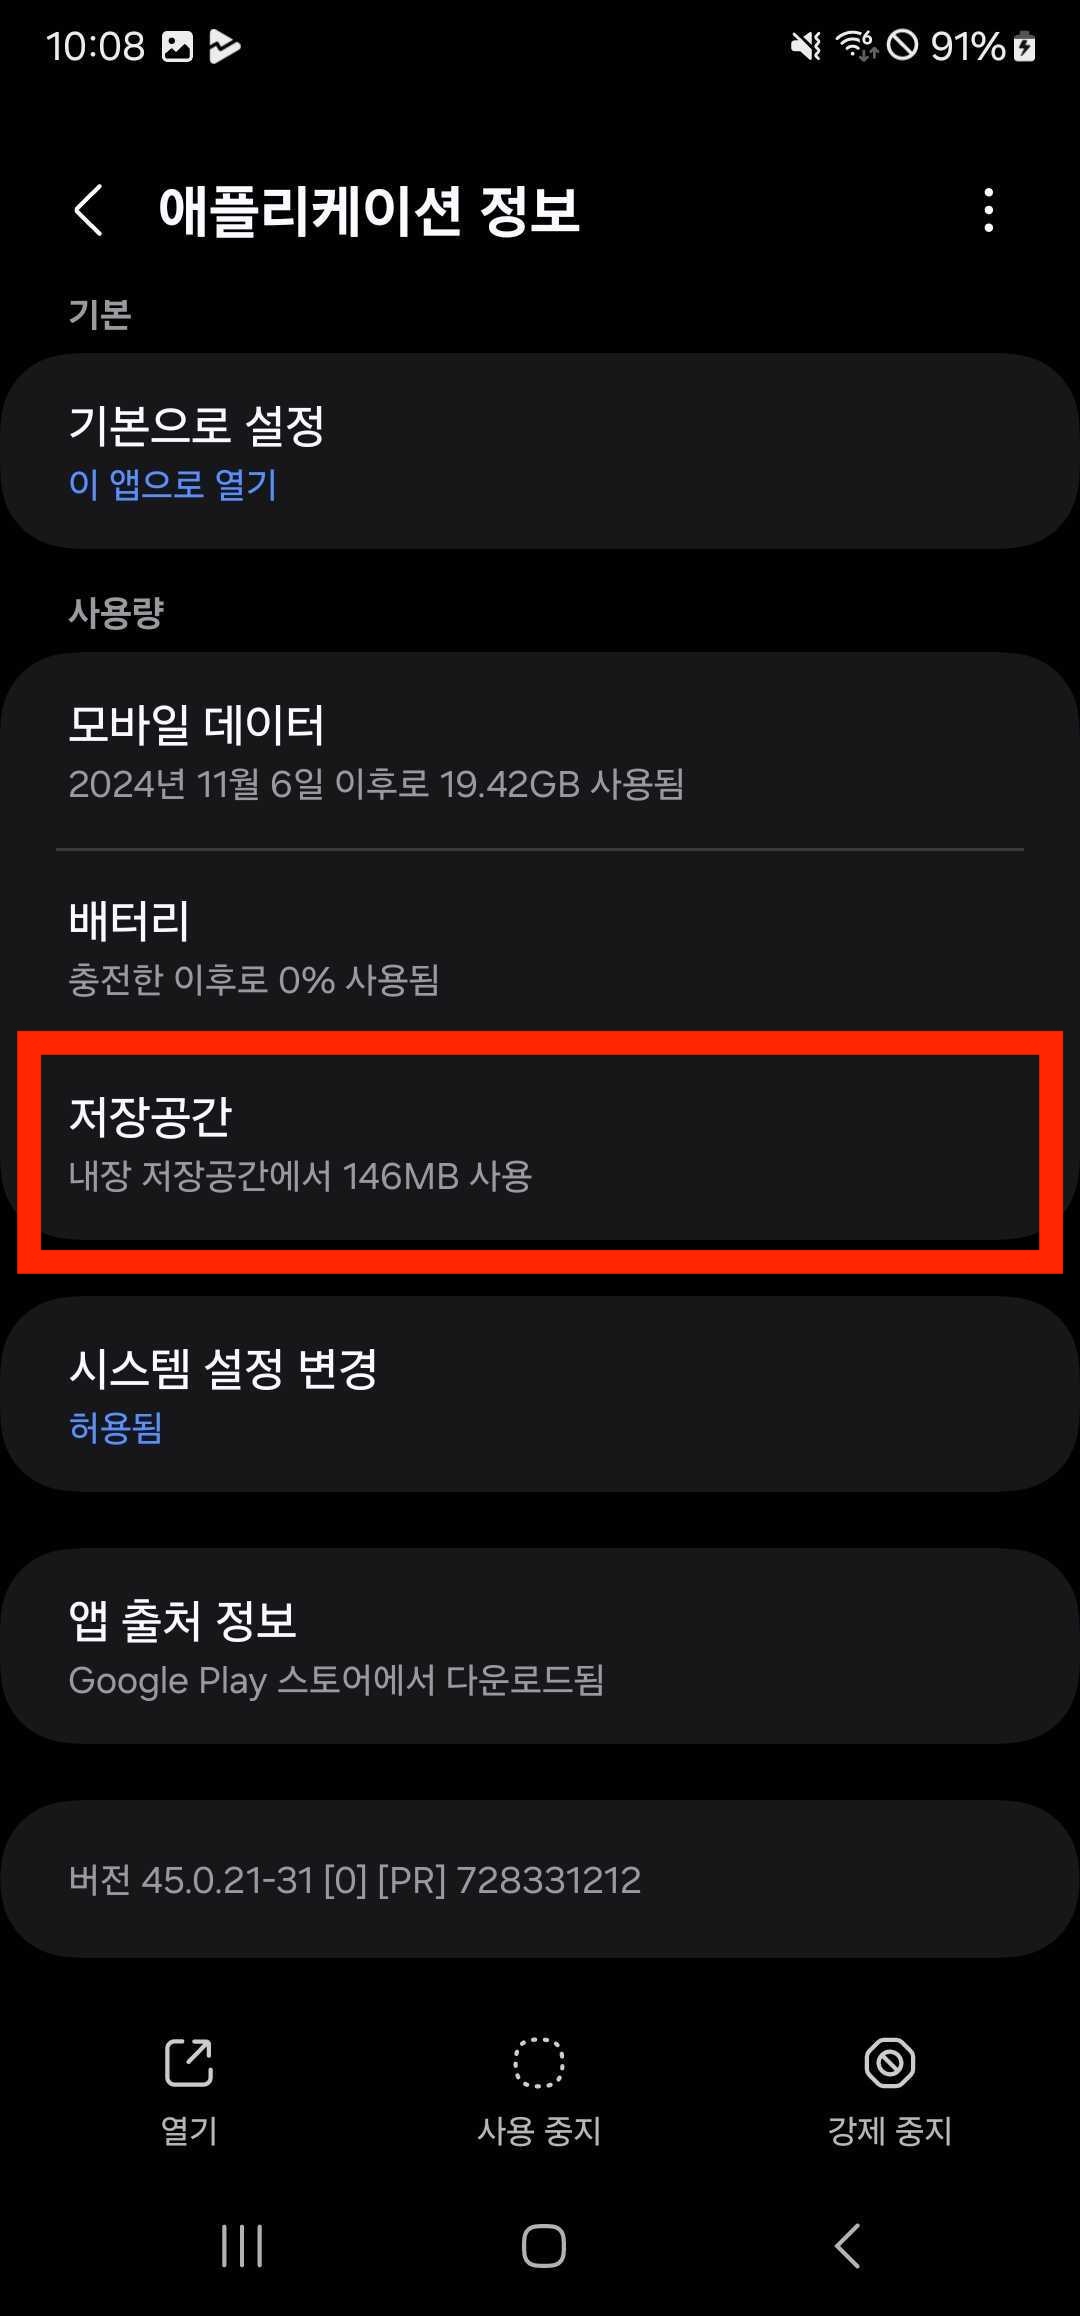 10:08 6 91%
애플리케이션 정보
기본
기본으로 설정
이 앱으로 열기
사용량
모바일 데이터
2024년 11월 6일 이후로 19.42GB 사용됨
배터리
충전한 이후로 0% 사용됨
저장공간
내장 저장공간에서 146MB 사용
시스템 설정 변경
허용됨
앱 출처 정보
Google Play 스토어에서 다운로드됨
버전 45.0.21-31 [0] [PR] 728331212
열기 사용 중지 강제 중지